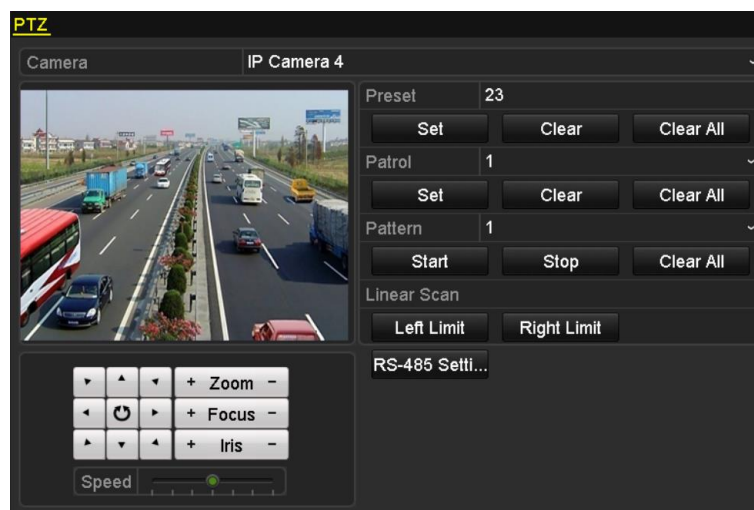 PTZ
Camera IP Camera 4
Preset 23
Set Clear Clear All
Patrol 1
Set Clear Clear All
Pattern 1
Start Stop Clear All
Linear Scan
Left Limit Right Limit
RS-485 Setti...
+ Zoom -
+ Focus -
+ Iris -
Speed